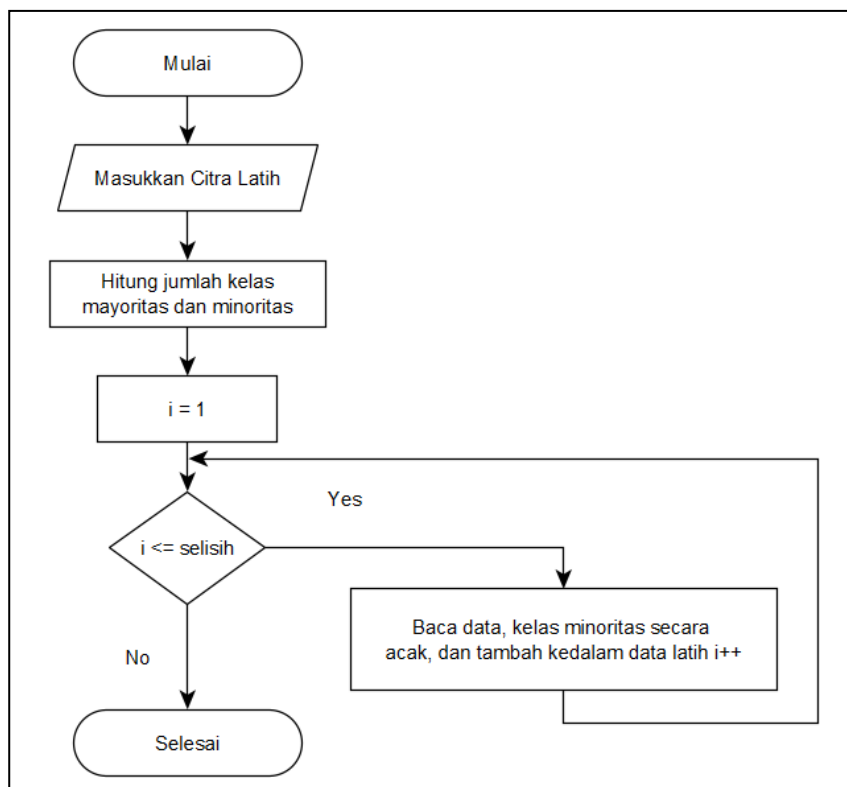 Mulai
Masukkan Citra Latih
Hitung jumlah kelas
mayoritas dan minoritas
i = 1
Yes
i <= selisih
Baca data, kelas minoritas secara
acak, dan tambah kedalam data latih i++
No
Selesai